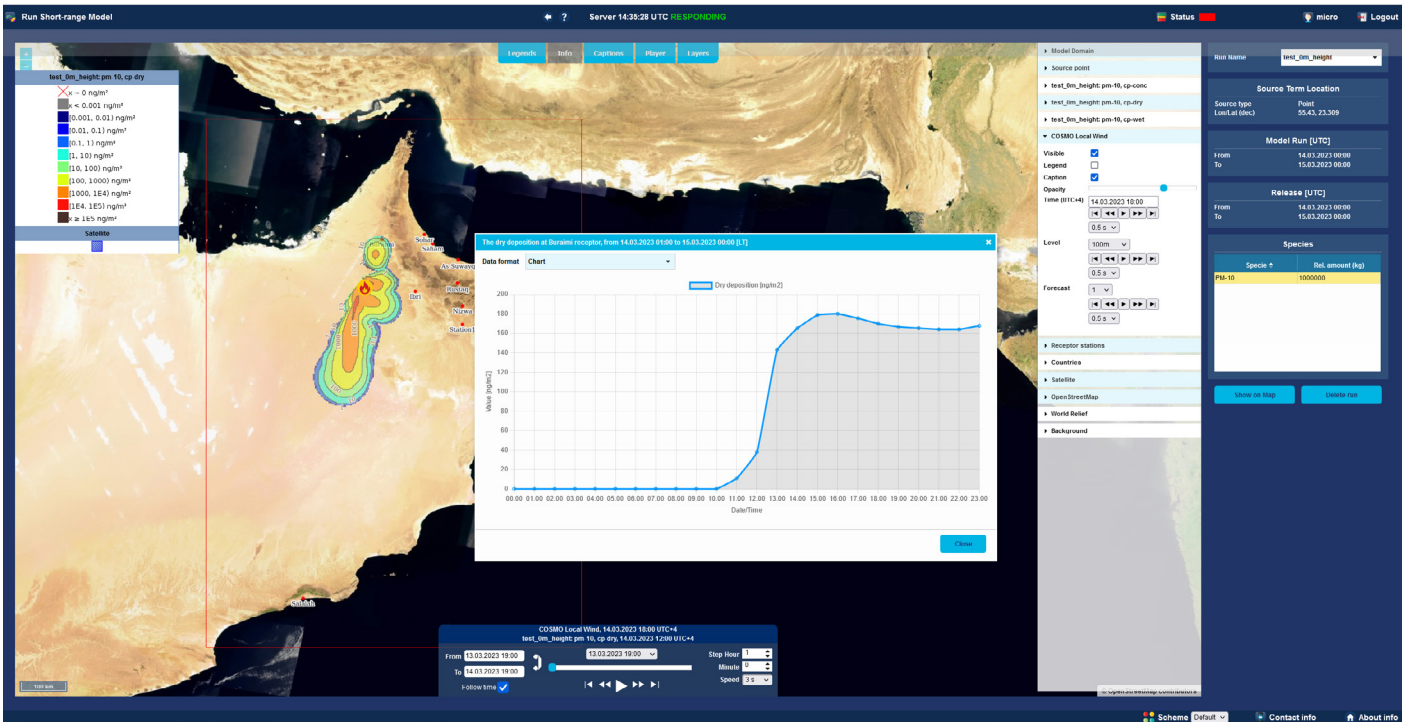 Run Short-range Model
?
Server 14:35:28 UTC RESPONDING
Status
micro
Logout
Legends
Info
Captions
Player
Layers
test_0m_height: pm 10, cp dry
x ~ 0 ng/m²
x < 0.001 ng/m²
[0.001, 0.01) ng/m²
[0.01, 0.1) ng/m²
[0.1, 1) ng/m²
[1, 10) ng/m²
[10, 100) ng/m²
[100, 1000) ng/m²
[1000, 1E4) ng/m²
[1E4, 1E5) ng/m²
x ≥ 1E5 ng/m²
Satellite
Sohar
Saham
As Suwayq
Rustaq
Ibri
Nizwa
Station1
Salalah
100 km
The dry deposition at Buraimi receptor, from 14.03.2023 01:00 to 15.03.2023 00:00 [LT]
Data format
Chart
Dry deposition [ng/m2]
Value [ng/m2]
200
180
160
140
120
100
80
60
40
20
0
00.00 01.00 02.00 03.00 04.00 05.00 06.00 07.00 08.00 09.00 10.00 11.00 12.00 13.00 14.00 15.00 16.00 17.00 18.00 19.00 20.00 21.00 22.00 23.00
Date/Time
Close
COSMO Local Wind, 14.03.2023 18:00 UTC+4
test_0m_height: pm 10, cp dry, 14.03.2023 12:00 UTC+4
From 13.03.2023 19:00
To 14.03.2023 19:00
Follow time
13.03.2023 19:00
Step Hour 1
Minute 0
Speed 3 s
Model Domain
Source point
test_0m_height: pm-10, cp-conc
test_0m_height: pm-10, cp-dry
test_0m_height: pm-10, cp-wet
COSMO Local Wind
Visible
Legend
Caption
Opacity
Time (UTC+4) 14.03.2023 10:00
0.5 s
Level 100m
0.5 s
Forecast 1
0.5 s
Receptor stations
Countries
Satellite
OpenStreetMap
World Relief
Background
© OpenStreetMap contributors
Run Name test_0m_height
Source Term Location
Source type Point
Lon/Lat (dec) 55.43, 23.309
Model Run [UTC]
From 14.03.2023 00:00
To 15.03.2023 00:00
Release [UTC]
From 14.03.2023 00:00
To 15.03.2023 00:00
Species
Specie Rel. amount (kg)
PM-10 1000000
Show on Map
Delete run
Scheme Default
Contact info
About info